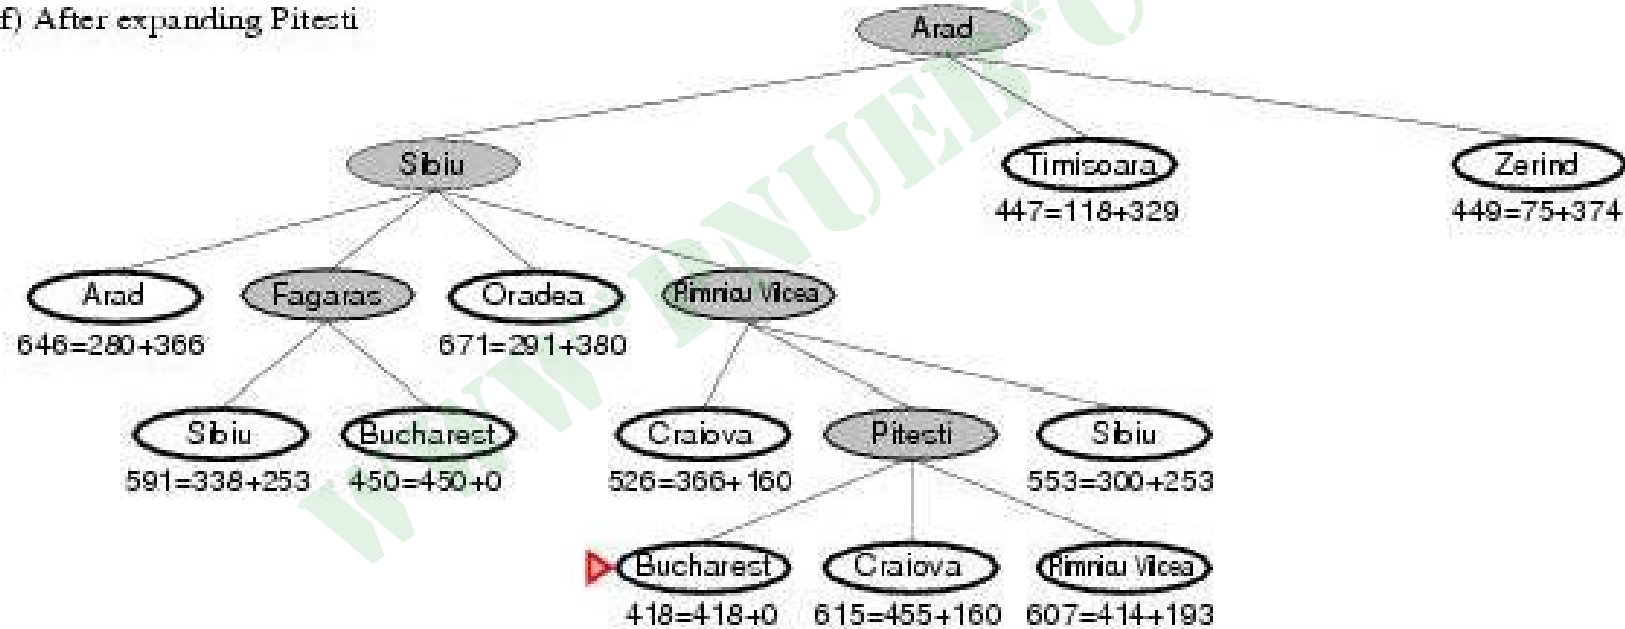 f) After expanding Pitesti
Arad
Sibiu
Timisoara
Zerind
447=118+329
449=75+374
Arad
Fagaras
Oradea
Rimnicu Vilcea
646=280+366
671=291+380
Sibiu
Bucharest
Craiova
Pitesti
Sibiu
591=338+253
450=450+0
526=366+160
553=300+253
Bucharest
Craiova
Rimnicu Vilcea
418=418+0
615=455+160
607=414+193